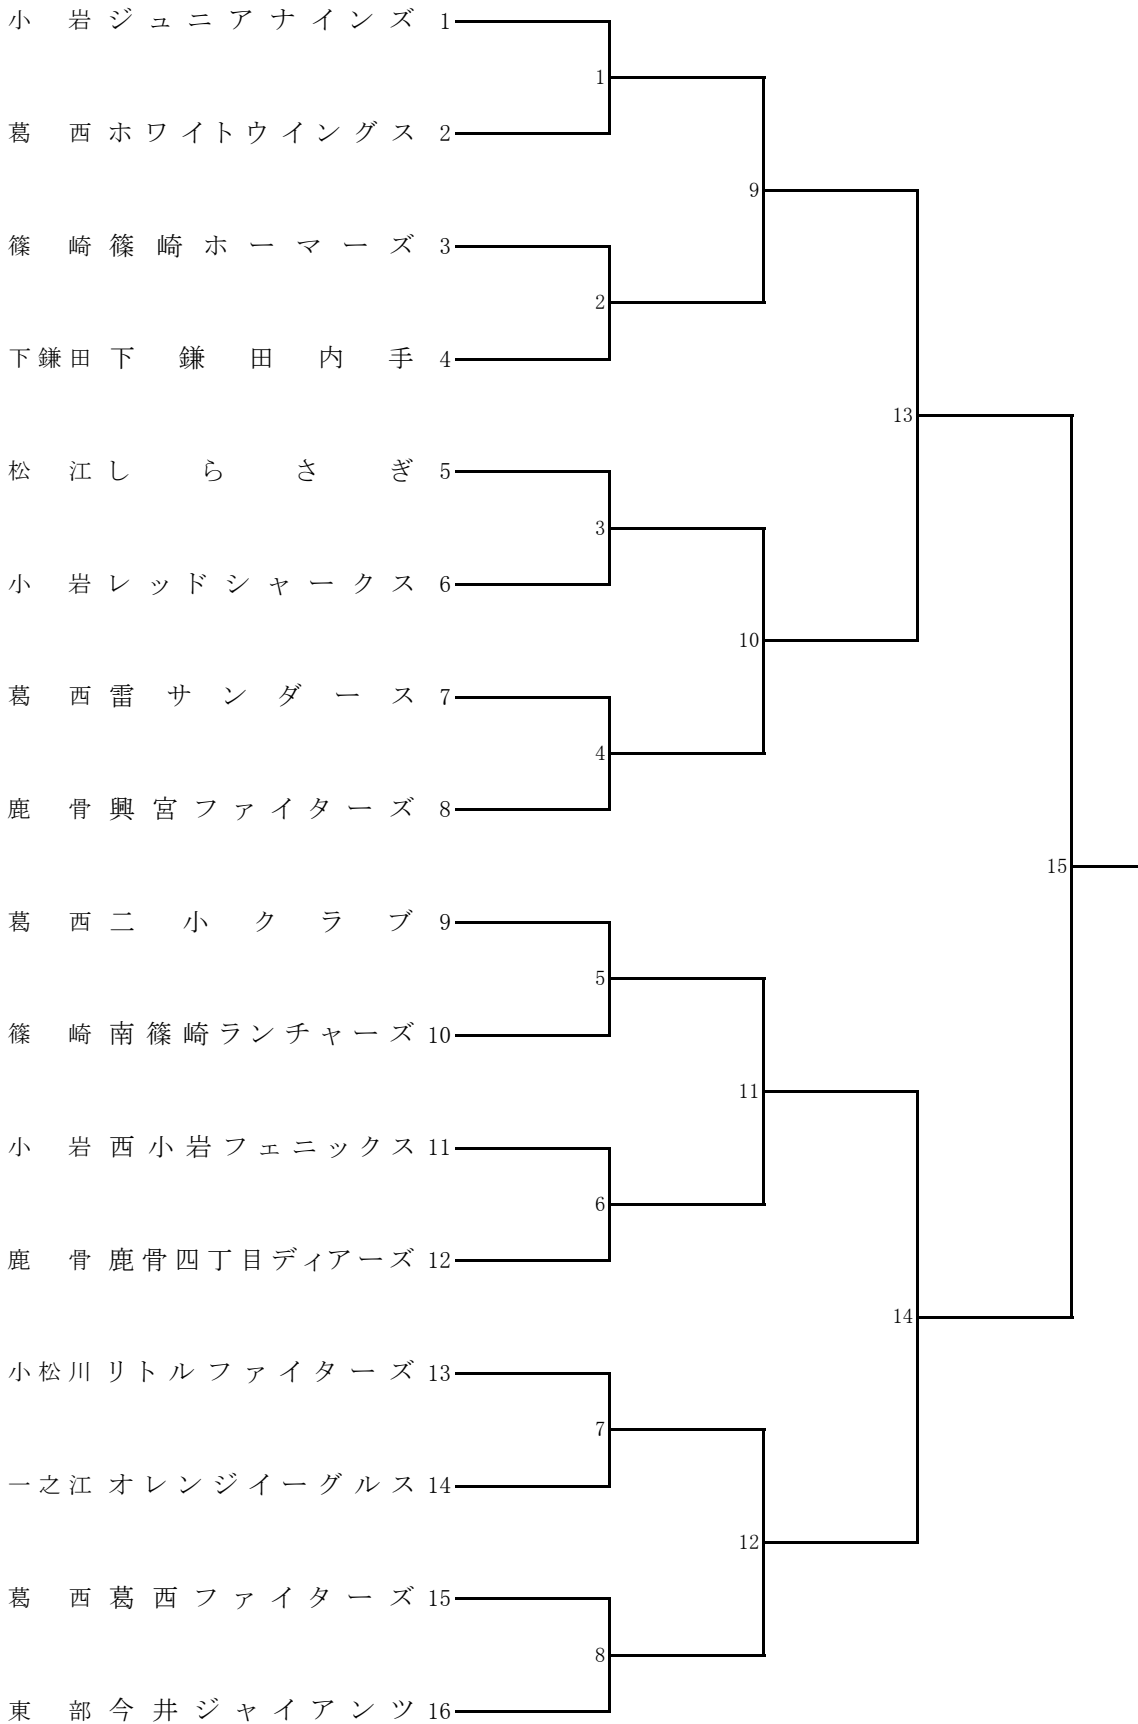 小岩 ジュニアナインズ 1
1
葛西 ホワイトウイングス 2
9
篠崎 篠崎ホーマーズ 3
2
下鎌田 下鎌田内手 4
13
松江 しらさぎ 5
3
小岩 レッドシャークス 6
10
葛西 雷サンダース 7
4
鹿骨 興宮ファイターズ 8
15
葛西 二小クラブ 9
5
篠崎 南篠崎ランチャーズ 10
11
小岩 西小岩フェニックス 11
6
鹿骨 鹿骨四丁目ディアーズ 12
14
小松川 リトルファイターズ 13
7
一之江 オレンジイーグルス 14
12
葛西 葛西ファイターズ 15
8
東部 今井ジャイアンツ 16